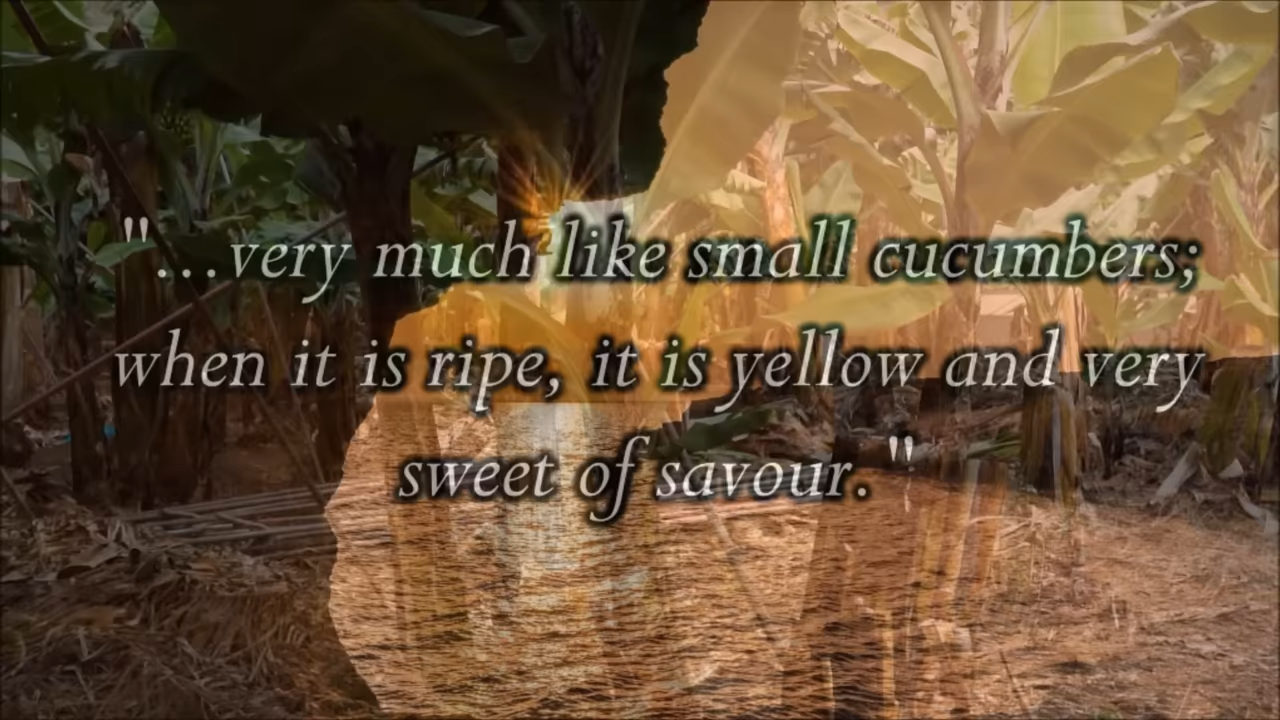 "...very much like small cucumbers;
when it is ripe, it is yellow and very
sweet of savour. "